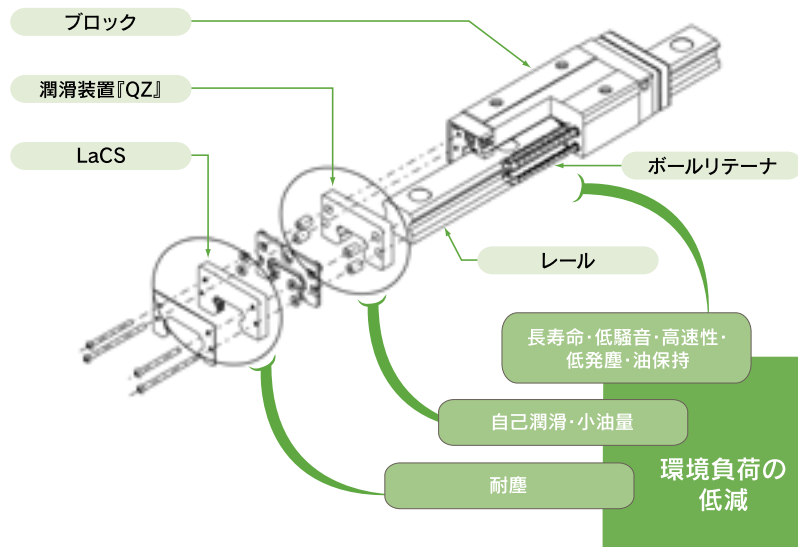 ブロック
潤滑装置『QZ』
LaCS
ボールリテーナ
レール
長寿命・低騒音・高速性・
低発塵・油保持
自己潤滑・小油量
耐塵
環境負荷の
低減